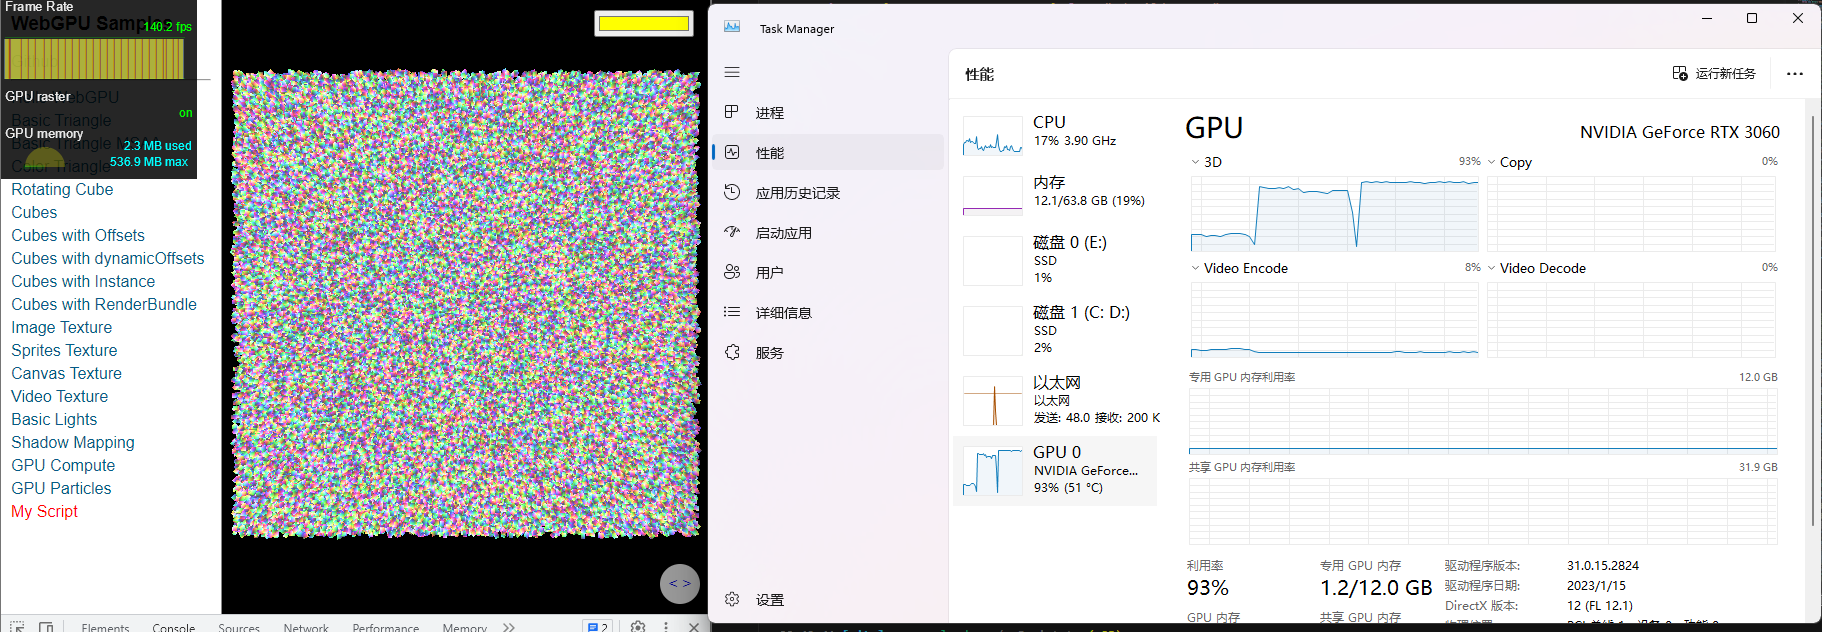 Frame Rate
WebGPU Samples
140.2 fps
GPU raster
on
Basic Triangle
GPU memory
2.3 MB used
536.9 MB max
Color Triangle
Rotating Cube
Cubes
Cubes with Offsets
Cubes with dynamicOffsets
Cubes with Instance
Cubes with RenderBundle
Image Texture
Sprites Texture
Canvas Texture
Video Texture
Basic Lights
Shadow Mapping
GPU Compute
GPU Particles
My Script
< >
Elements
Console
Sources
Network
Performance
Memory
2
Task Manager
进程
性能
应用历史记录
启动应用
用户
详细信息
服务
设置
性能
运行新任务
CPU
17% 3.90 GHz
内存
12.1/63.8 GB (19%)
磁盘 0 (E:)
SSD
1%
磁盘 1 (C: D:)
SSD
2%
以太网
以太网
发送: 48.0 接收: 200 K
GPU 0
NVIDIA GeForce...
93% (51 °C)
GPU
NVIDIA GeForce RTX 3060
3D
93%
Copy
0%
Video Encode
8%
Video Decode
0%
专用 GPU 内存利用率
12.0 GB
共享 GPU 内存利用率
31.9 GB
利用率
93%
专用 GPU 内存
1.2/12.0 GB
驱动程序版本:
31.0.15.2824
驱动程序日期:
2023/1/15
DirectX 版本:
12 (FL 12.1)
GPU 内存
共享 GPU 内存